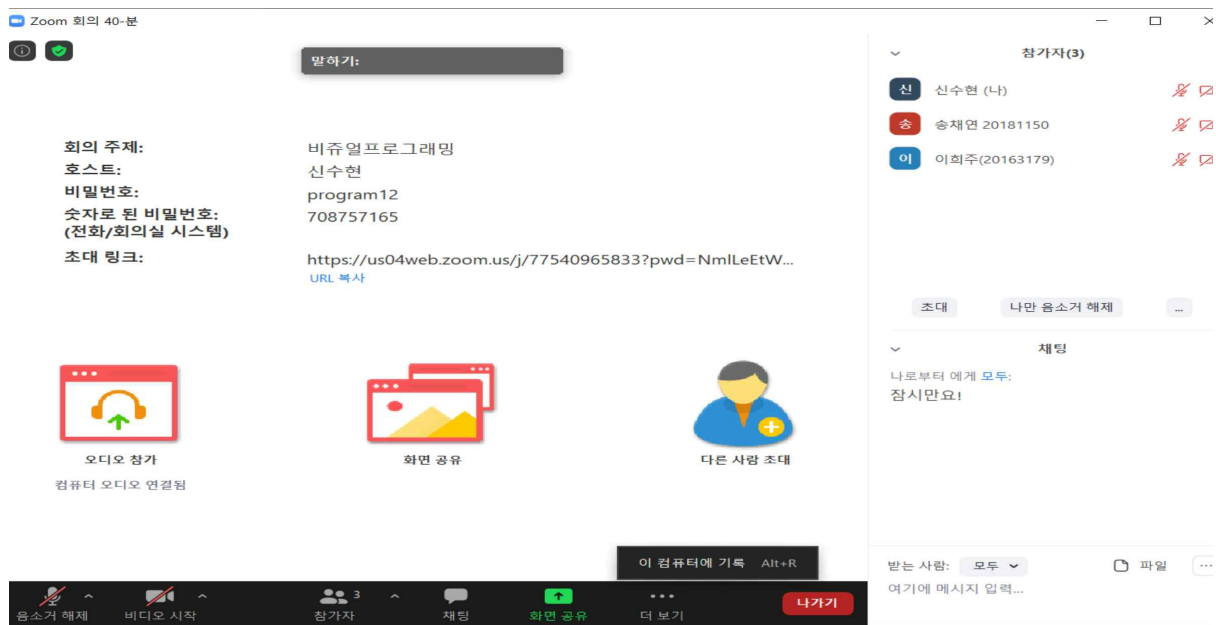 Zoom 회의 40-분
말하기:
회의 주제: 비쥬얼프로그래밍
호스트: 신수현
비밀번호: program12
숫자로 된 비밀번호: 708757165
(전화/회의실 시스템)
초대 링크: https://us04web.zoom.us/j/77540965833?pwd=NmlLeEtW...
URL 복사
오디오 참가
컴퓨터 오디오 연결됨
화면 공유
다른 사람 초대
이 컴퓨터에 기록 Alt+R
음소거 해제
비디오 시작
3
참가자
채팅
화면 공유
더 보기
나가기
참가자(3)
신 신수현 (나)
송 송채연 20181150
이 이희주(20163179)
초대
나만 음소거 해제
...
채팅
나로부터 에게 모두:
잠시만요!
받는 사람: 모두
파일
...
여기에 메시지 입력...